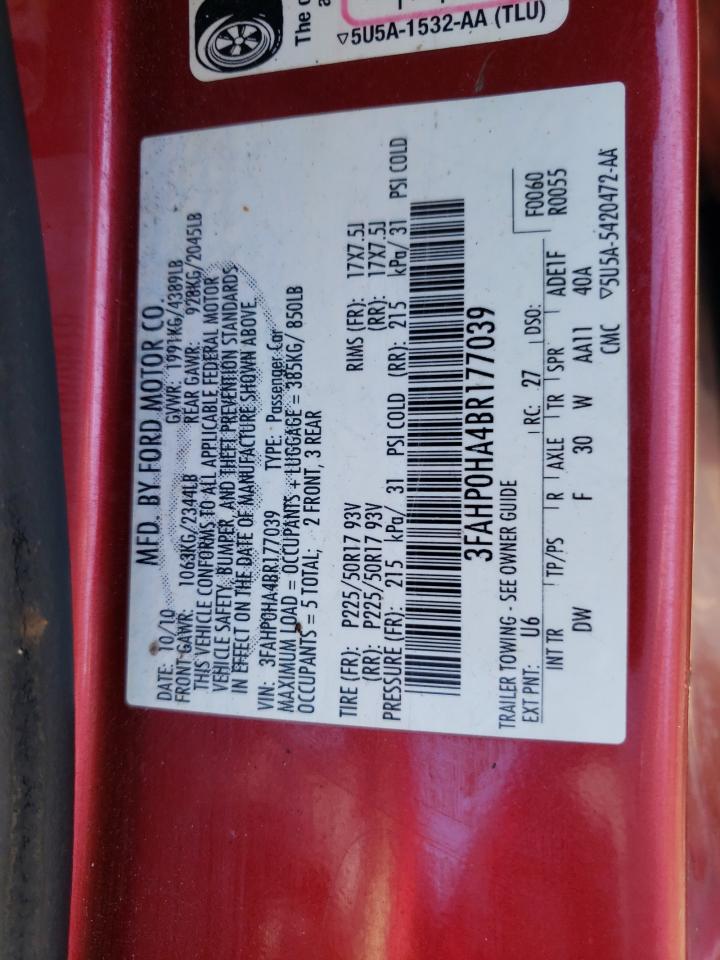 The
a
▽5U5A-1532-AA (TLU)
MFD. BY FORD MOTOR CO.
DATE: 10/10 GVWR: 1991KG/4389LB
FRONT GAWR: 1063KG/2344LB REAR GAWR: 928KG/2045LB
THIS VEHICLE CONFORMS TO ALL APPLICABLE FEDERAL MOTOR
VEHICLE SAFETY, BUMPER, AND THEFT PREVENTION STANDARDS
IN EFFECT ON THE DATE OF MANUFACTURE SHOWN ABOVE.
VIN: 3FAHP0HA4BR177039 TYPE: Passenger Car
MAXIMUM LOAD = OCCUPANTS + LUGGAGE = 385KG/ 850LB
OCCUPANTS = 5 TOTAL; 2 FRONT, 3 REAR
TIRE (FR): P225/50R17 93V RIMS (FR): 17X7.5J
(RR): P225/50R17 93V (RR): 17X7.5J
PRESSURE (FR): 215 kPa/ 31 PSI COLD (RR): 215 kPa/ 31 PSI COLD
3FAHP0HA4BR177039
TRAILER TOWING - SEE OWNER GUIDE F0060
EXT PNT: U6 RC: 27 DSO: R0055
INT TR TP/PS R AXLE TR SPR ADE1F
DW F 30 W AA11 40A
CMC ▽5U5A-5420472-AA